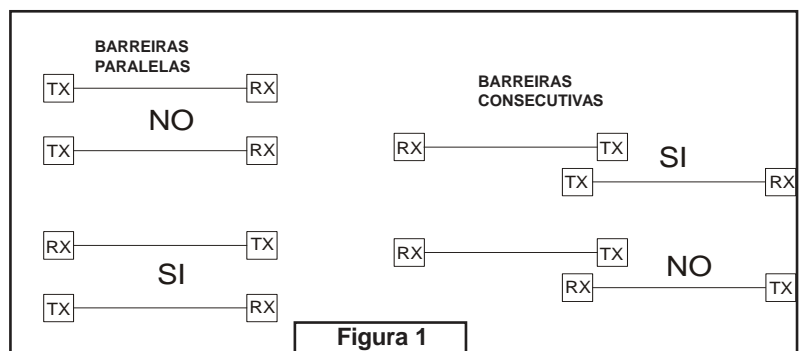 BARREIRAS
PARALELAS
TX RX
NO
TX RX
RX TX
SI
TX RX
BARREIRAS
CONSECUTIVAS
RX TX
SI
TX RX
RX TX
NO
RX TX
Figura 1